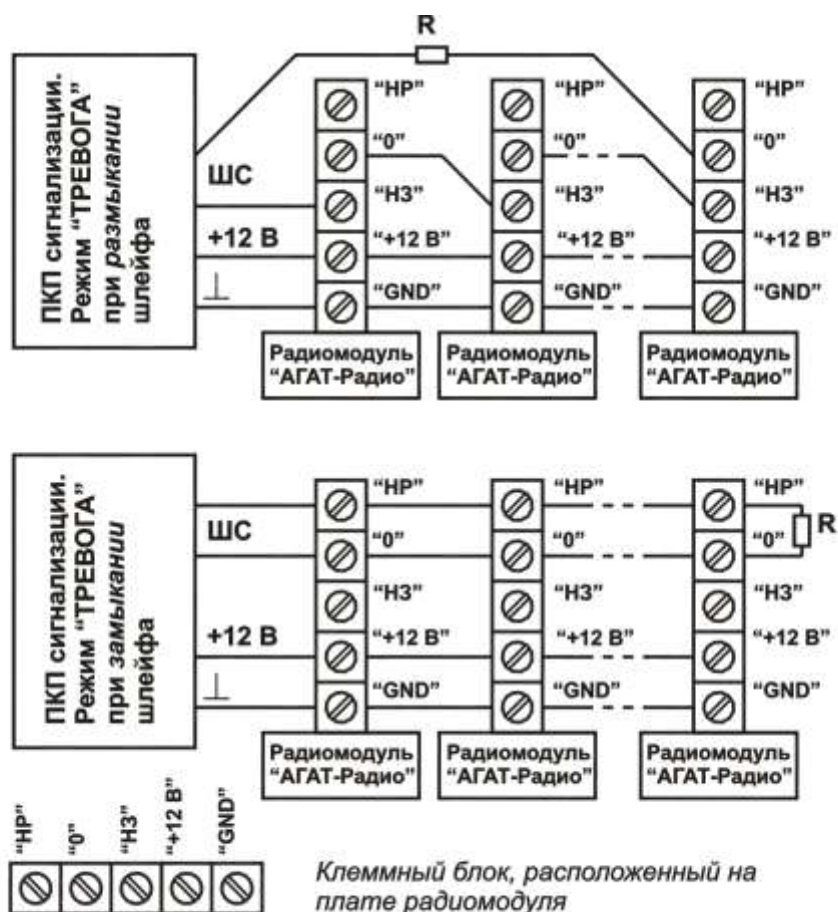 R
ПКП сигнализации.
Режим “ТРЕВОГА”
при размыкании
шлейфа
ШС
+12 В
“НР”
“0”
“НЗ”
“+12 В”
“GND”
Радиомодуль
“АГАТ-Радио”
“НР”
“0”
“НЗ”
“+12 В”
“GND”
Радиомодуль
“АГАТ-Радио”
“НР”
“0”
“НЗ”
“+12 В”
“GND”
Радиомодуль
“АГАТ-Радио”
ПКП сигнализации.
Режим “ТРЕВОГА”
при замыкании
шлейфа
ШС
+12 В
“НР”
“0”
“НЗ”
“+12 В”
“GND”
Радиомодуль
“АГАТ-Радио”
“НР”
“0”
“НЗ”
“+12 В”
“GND”
Радиомодуль
“АГАТ-Радио”
“НР”
“0”
“НЗ”
“+12 В”
“GND”
R
Радиомодуль
“АГАТ-Радио”
“НР”
“0”
“НЗ”
“+12 В”
“GND”
Клеммный блок, расположенный на
плате радиомодуля